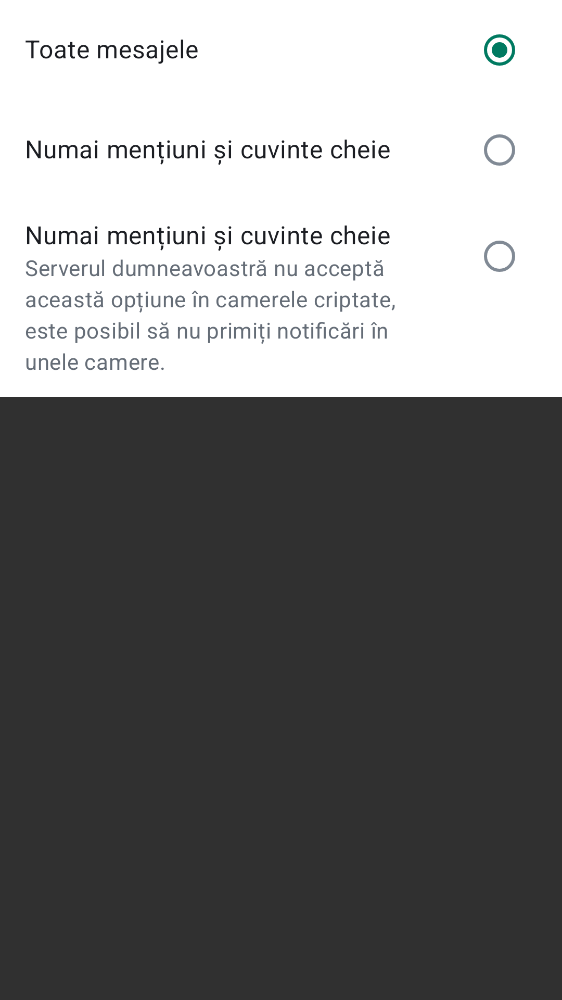 Toate mesajele
Numai mențiuni și cuvinte cheie
Numai mențiuni și cuvinte cheie
Serverul dumneavoastră nu acceptă
această opțiune în camerele criptate,
este posibil să nu primiți notificări în
unele camere.